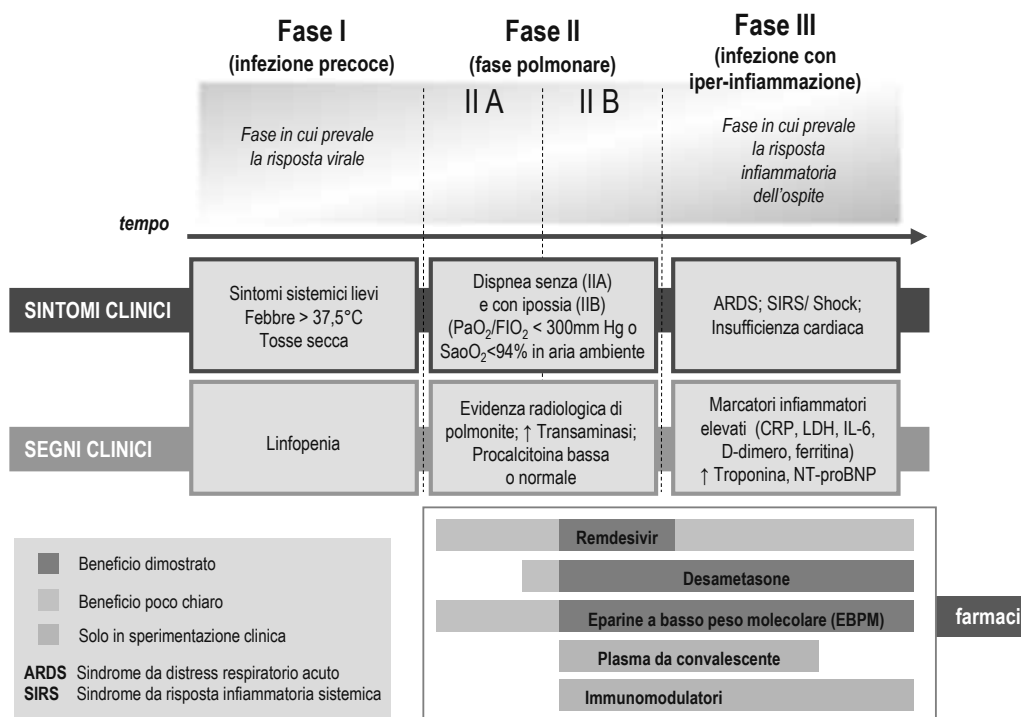 Fase I
(infezione precoce)
Fase II
(fase polmonare)
Fase III
(infezione con
iper-infiammazione)
II A
II B
Fase in cui prevale
la risposta virale
Fase in cui prevale
la risposta
infiammatoria
dell'ospite
tempo
SINTOMI CLINICI
Sintomi sistemici lievi
Febbre > 37,5°C
Tosse secca
Dispnea senza (IIA)
e con ipossia (IIB)
(PaO₂/FIO₂ < 300mm Hg o
SaoO₂<94% in aria ambiente
ARDS; SIRS/ Shock;
Insufficienza cardiaca
SEGNI CLINICI
Linfopenia
Evidenza radiologica di
polmonite; ↑ Transaminasi;
Procalcitoina bassa
o normale
Marcatori infiammatori
elevati (CRP, LDH, IL-6,
D-dimero, ferritina)
↑ Troponina, NT-proBNP
Beneficio dimostrato
Beneficio poco chiaro
Solo in sperimentazione clinica
ARDS Sindrome da distress respiratorio acuto
SIRS Sindrome da risposta infiammatoria sistemica
Remdesivir
Desametasone
Eparine a basso peso molecolare (EBPM)
Plasma da convalescente
Immunomodulatori
farmaci